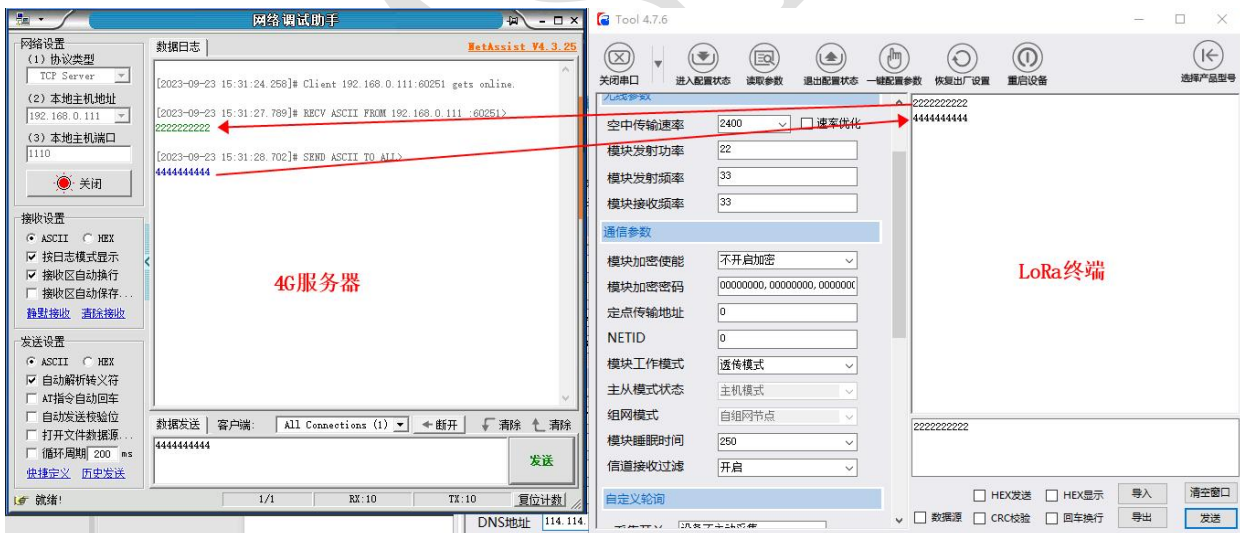 网络调试助手
网络设置
(1) 协议类型
TCP Server
(2) 本地主机地址
192.168.0.111
(3) 本地主机端口
1110
关闭
接收设置
ASCII HEX
按日志模式显示
接收区自动换行
接收区自动保存...
静默接收 清除接收
发送设置
ASCII HEX
自动解析转义符
AT指令自动回车
自动发送校验位
打开文件数据源...
循环周期 200 ms
快捷定义 历史发送
就绪!
数据日志
NetAssist V4.3.25
[2023-09-23 15:31:24.258]# Client 192.168.0.111:60251 gets online.
[2023-09-23 15:31:27.789]# RECV ASCII FROM 192.168.0.111 :60251>
2222222222
[2023-09-23 15:31:28.702]# SEND ASCII TO ALL>
4444444444
4G服务器
数据发送 客户端: All Connections (1) 断开 清除 清除
4444444444
发送
1/1 RX:10 TX:10 复位计数
DNS地址 114.114.
Tool 4.7.6
关闭串口 进入配置状态 读取参数 退出配置状态 一键配置参数 恢复出厂设置 重启设备 选择产品型号
无线参数
空中传输速率 2400 速率优化
模块发射功率 22
模块发射频率 33
模块接收频率 33
通信参数
模块加密使能 不开启加密
模块加密密码 00000000,00000000,0000000(
定点传输地址 0
NETID 0
模块工作模式 透传模式
主从模式状态 主机模式
组网模式 自组网节点
模块睡眠时间 250
信道接收过滤 开启
自定义轮询
2222222222
4444444444
LoRa终端
2222222222
HEX发送 HEX显示 导入 清空窗口
数据源 CRC校验 回车换行 导出 发送